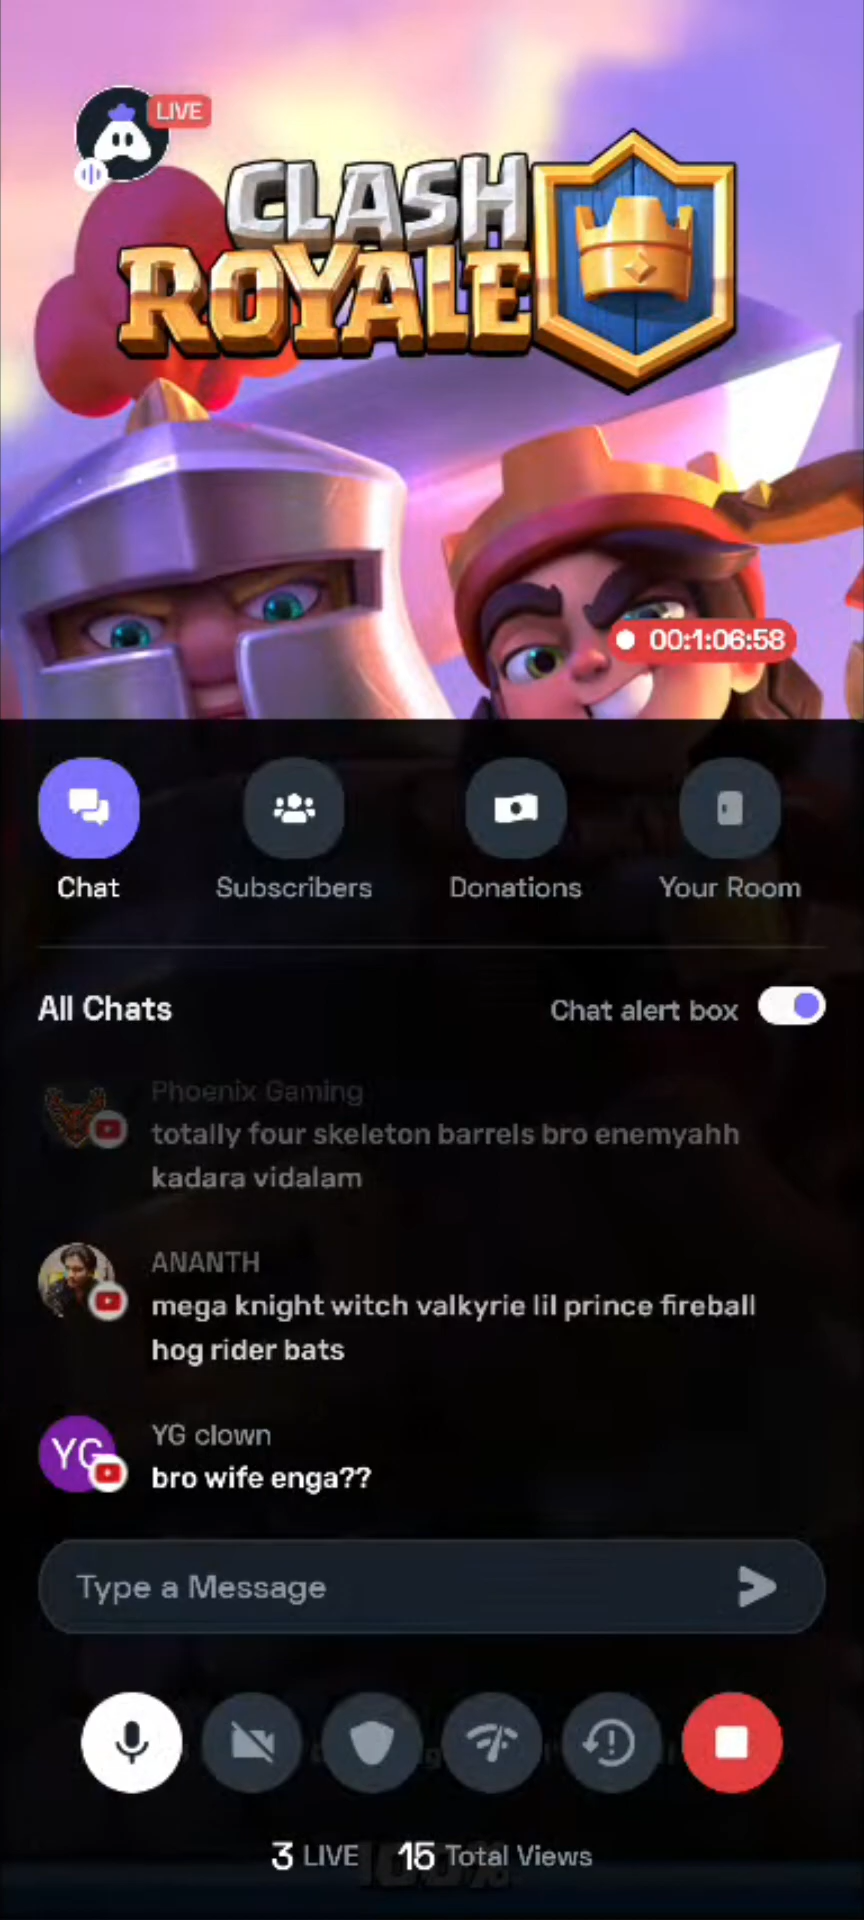 LIVE
CLASH
ROYALE
00:1:06:58
Chat
Subscribers
Donations
Your Room
All Chats
Chat alert box
Phoenix Gaming
totally four skeleton barrels bro enemyahh
kadara vidalam
ANANTH
mega knight witch valkyrie lil prince fireball
hog rider bats
YG
YG clown
bro wife enga??
Type a Message
3 LIVE 15 Total Views
100%